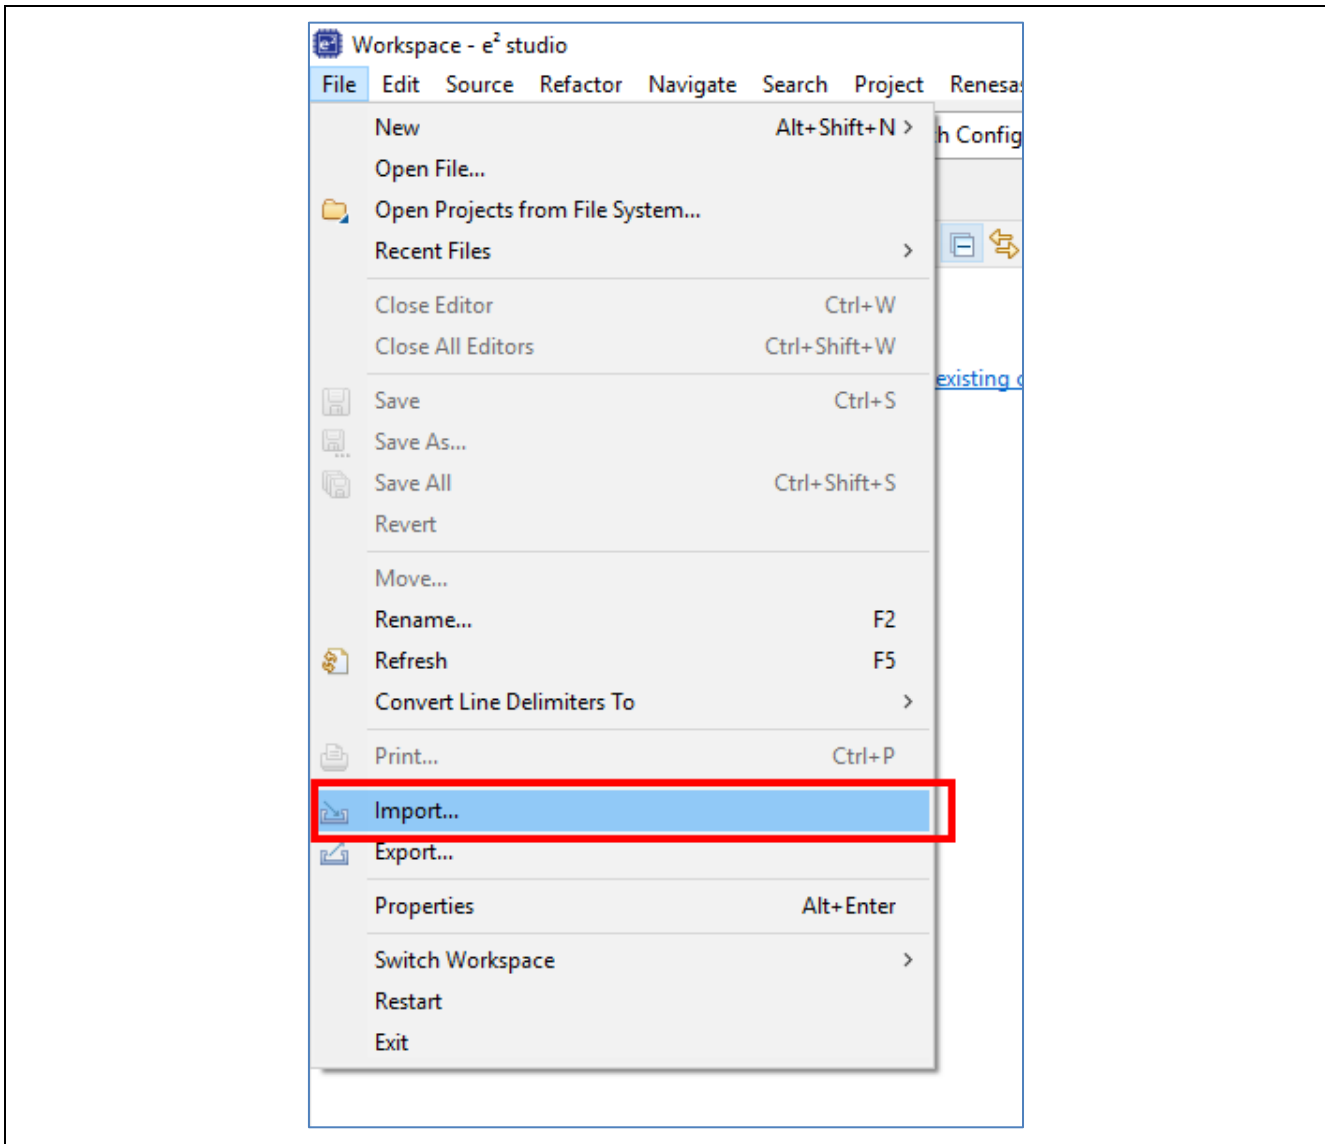 Workspace - e² studio
File Edit Source Refactor Navigate Search Project Renesas
New Alt+Shift+N >
h Config
Open File...
Open Projects from File System...
Recent Files >
Close Editor Ctrl+W
Close All Editors Ctrl+Shift+W
existing
Save Ctrl+S
Save As...
Save All Ctrl+Shift+S
Revert
Move...
Rename... F2
Refresh F5
Convert Line Delimiters To >
Print... Ctrl+P
Import...
Export...
Properties Alt+Enter
Switch Workspace >
Restart
Exit